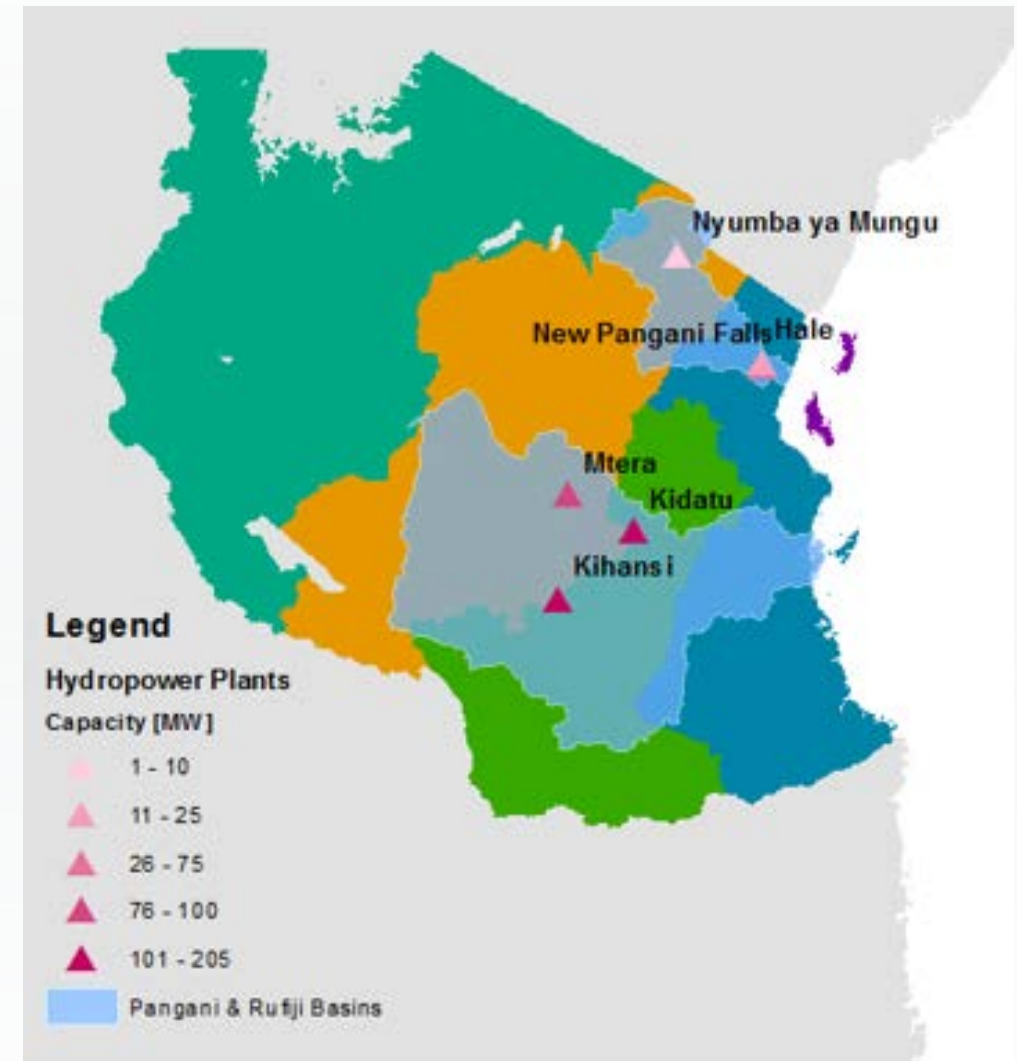 Nyumba ya Mungu
New Pangani Falls Hale
Mtera
Kidatu
Kihansi
Legend
Hydropower Plants
Capacity [MW]
1 - 10
11 - 25
26 - 75
76 - 100
101 - 205
Pangani & Rufiji Basins